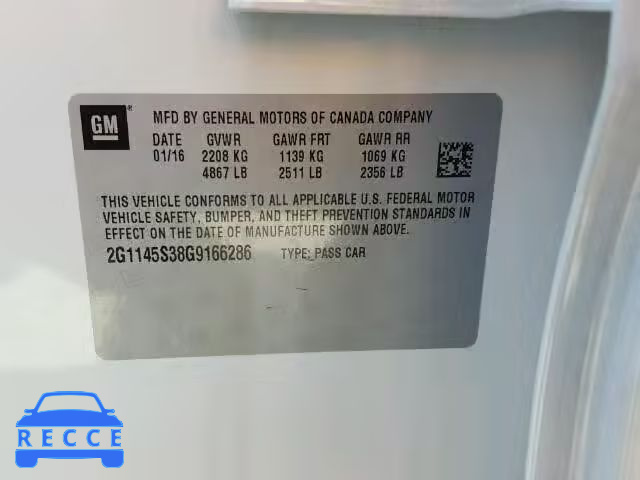 GM
MFD BY GENERAL MOTORS OF CANADA COMPANY
DATE GVWR GAWR FRT GAWR RR
01/16 2208 KG 1139 KG 1069 KG
4867 LB 2511 LB 2356 LB
THIS VEHICLE CONFORMS TO ALL APPLICABLE U.S. FEDERAL MOTOR
VEHICLE SAFETY, BUMPER, AND THEFT PREVENTION STANDARDS IN
EFFECT ON THE DATE OF MANUFACTURE SHOWN ABOVE.
2G1145S38G9166286 TYPE: PASS CAR
RECCE